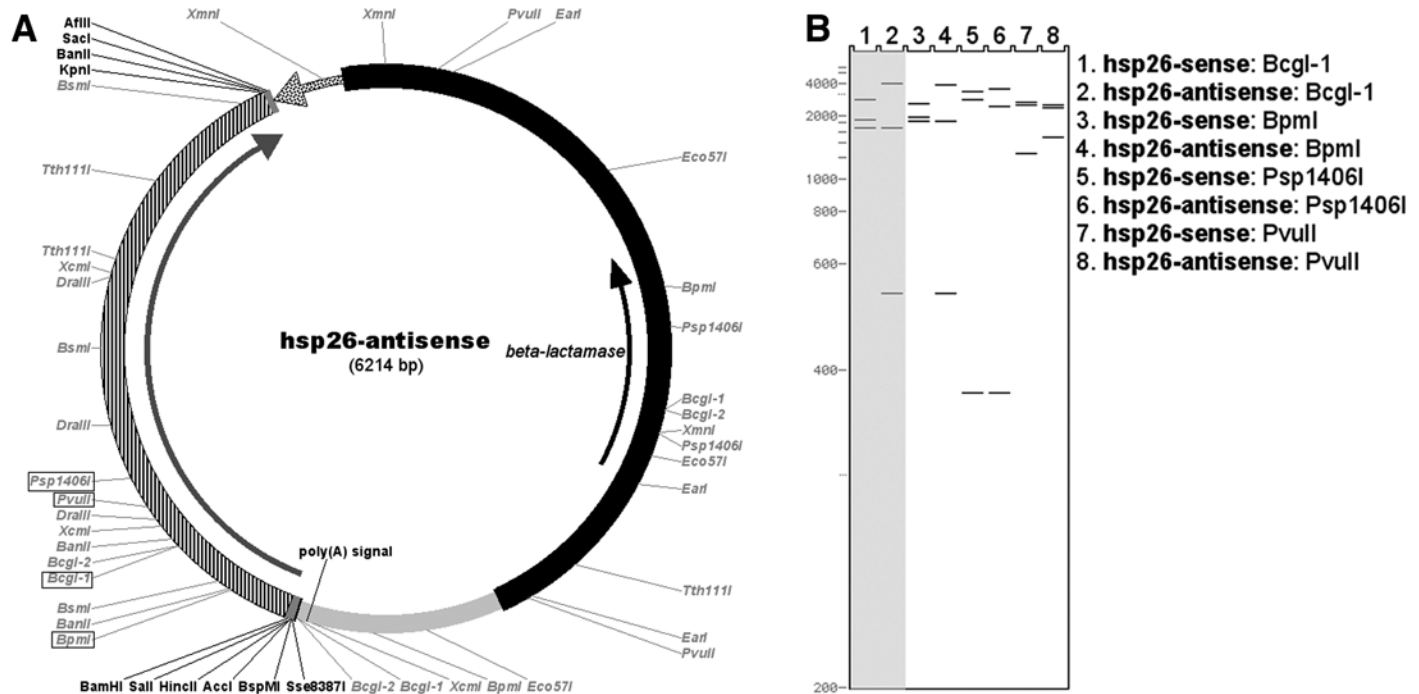 A
XmnI XmnI PvuII EarI
AflII
SacI
BanII
KpnI
BsmI
Tth111I
Tth111I
XcmI
DraIII
BsmI
DraIII
Psp1406I
PvuII
DraIII
XcmI
BanII
BcgI-2
BcgI-1
BsmI
BanII
BpmI
BamHI SalI HincII AccI BspMI Sse8387I BcgI-2 BcgI-1 XcmI BpmI Eco57I
Eco57I
BpmI
Psp1406I
BcgI-1
BcgI-2
XmnI
Psp1406I
Eco57I
EarI
Tth111I
EarI
PvuII
hsp26-antisense
(6214 bp)
beta-lactamase
poly(A) signal
B
1 2 3 4 5 6 7 8
4000
2000
1000
800
600
400
200
1. hsp26-sense: BcgI-1
2. hsp26-antisense: BcgI-1
3. hsp26-sense: BpmI
4. hsp26-antisense: BpmI
5. hsp26-sense: Psp1406I
6. hsp26-antisense: Psp1406I
7. hsp26-sense: PvuII
8. hsp26-antisense: PvuII